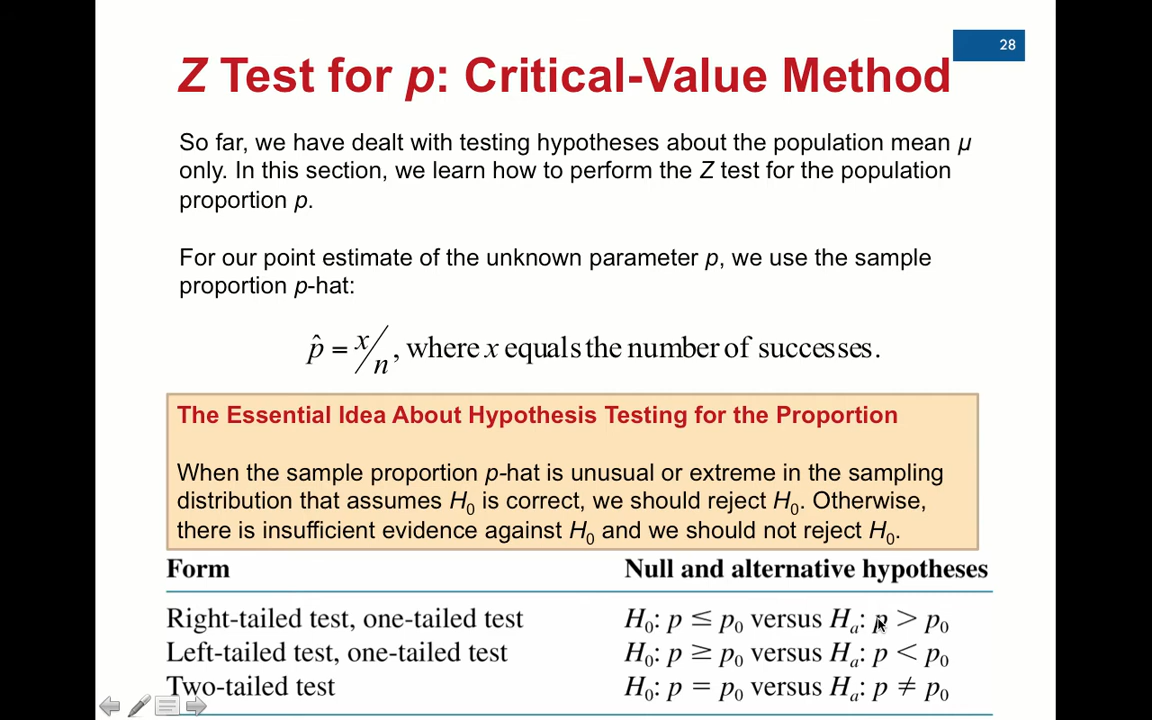 28
Z Test for p: Critical-Value Method
So far, we have dealt with testing hypotheses about the population mean μ
only. In this section, we learn how to perform the Z test for the population
proportion p.
For our point estimate of the unknown parameter p, we use the sample
proportion p-hat:
p̂ = x/n, where x equals the number of successes.
The Essential Idea About Hypothesis Testing for the Proportion
When the sample proportion p-hat is unusual or extreme in the sampling
distribution that assumes H₀ is correct, we should reject H₀. Otherwise,
there is insufficient evidence against H₀ and we should not reject H₀.
Form Null and alternative hypotheses
Right-tailed test, one-tailed test H₀: p ≤ p₀ versus Hₐ: p > p₀
Left-tailed test, one-tailed test H₀: p ≥ p₀ versus Hₐ: p < p₀
Two-tailed test H₀: p = p₀ versus Hₐ: p ≠ p₀